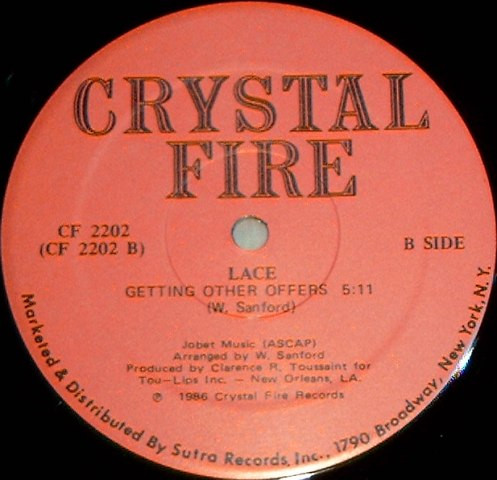 CRYSTAL
FIRE
CF 2202
(CF 2202 B)
B SIDE
LACE
GETTING OTHER OFFERS 5:11
(W. Sanford)
Jobet Music (ASCAP)
Arranged by W. Sanford
Produced by Clarence R. Toussaint for
Tou-Lips Inc. — New Orleans, LA.
℗ 1986 Crystal Fire Records
Marketed & Distributed By Sutra Records, Inc., 1790 Broadway, New York, N.Y.